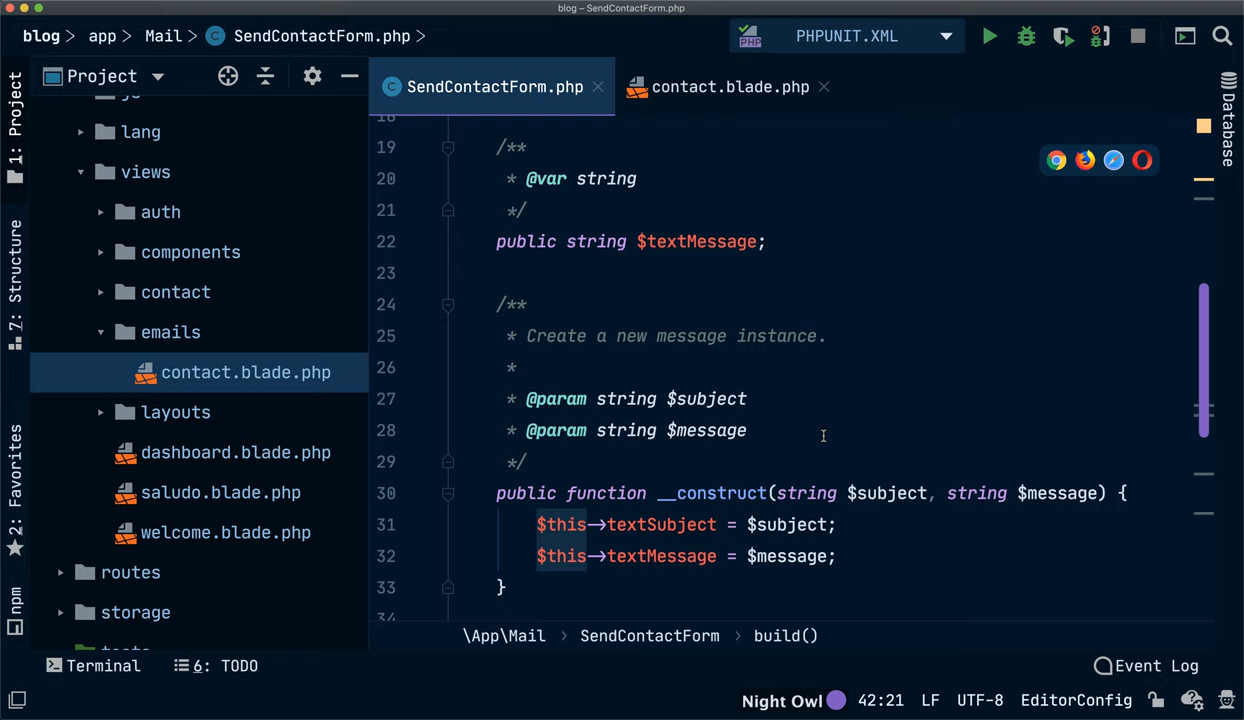 blog – SendContactForm.php
blog > app > Mail > SendContactForm.php >
PHPUNIT.XML
Project
SendContactForm.php
contact.blade.php
lang
views
auth
components
contact
emails
contact.blade.php
layouts
dashboard.blade.php
saludo.blade.php
welcome.blade.php
routes
storage
1: Project
7: Structure
2: Favorites
npm
Database
18
19 /**
20 * @var string
21 */
22 public string $textMessage;
23
24 /**
25 * Create a new message instance.
26 *
27 * @param string $subject
28 * @param string $message
29 */
30 public function __construct(string $subject, string $message) {
31 $this->textSubject = $subject;
32 $this->textMessage = $message;
33 }
34
\App\Mail > SendContactForm > build()
Terminal 6: TODO Event Log
Night Owl 42:21 LF UTF-8 EditorConfig